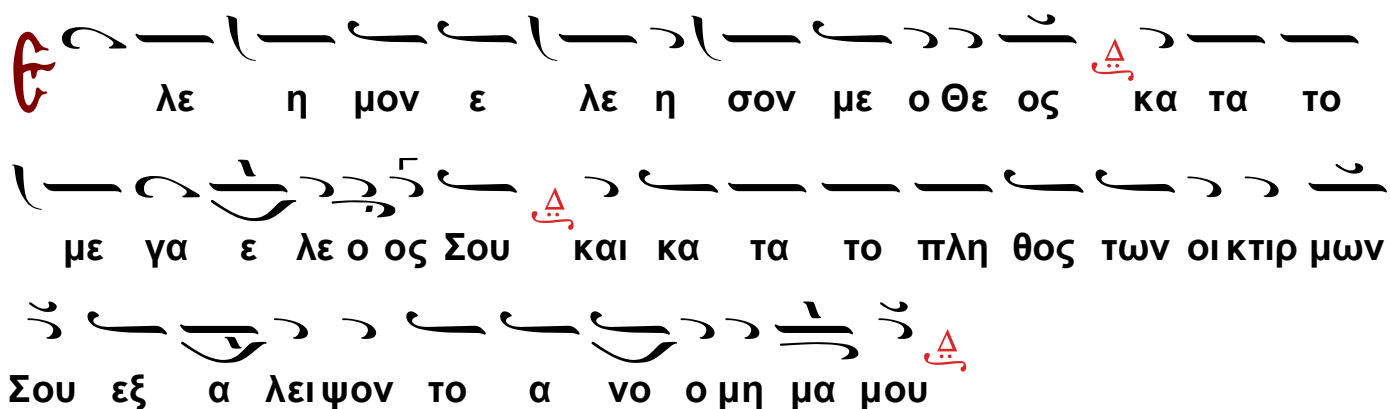 Ε λε η μον ε λε η σον με ο Θε ος Δ κα τα το
με γα ε λε ο ος Σου Δ και κα τα το πλη θος των οι κτιρ μων
Σου εξ α λει ψον το α νο ο μη μα μου Δ